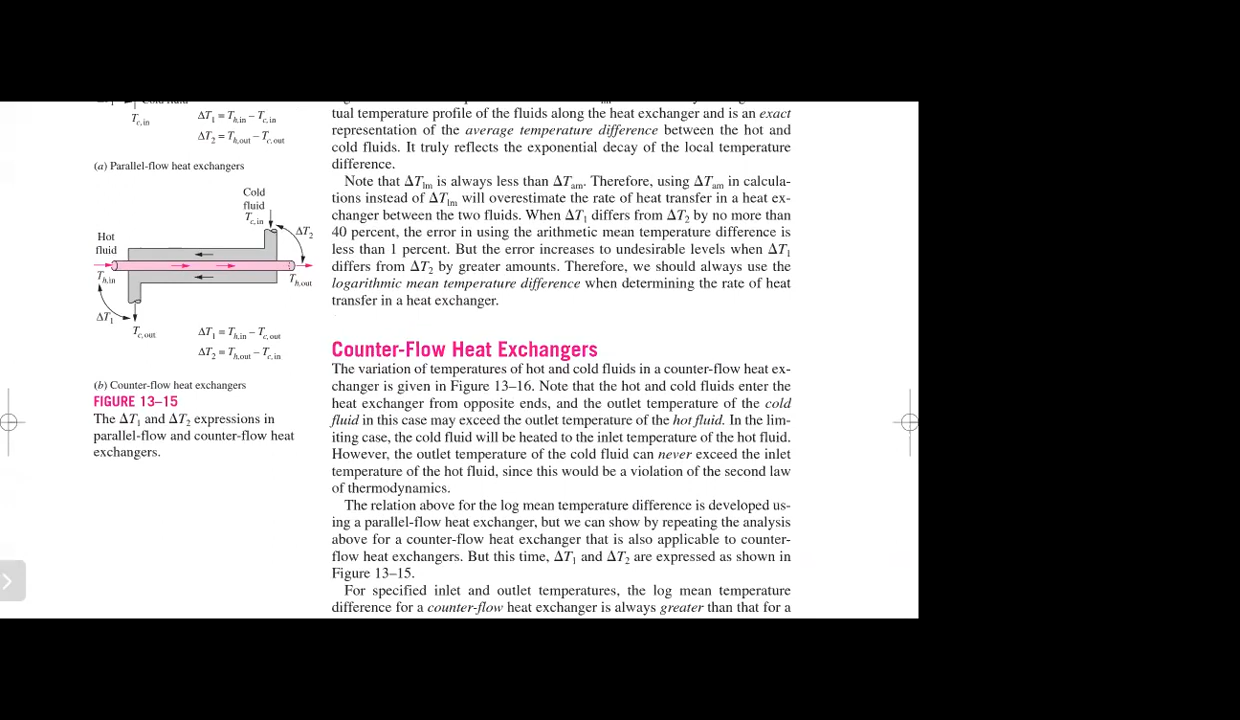 T c,in
ΔT1 = Th,in – Tc,in
ΔT2 = Th,out – Tc,out
(a) Parallel-flow heat exchangers
Cold
fluid
Tc,in
ΔT2
Hot
fluid
Th,in
Th,out
ΔT1
Tc,out
ΔT1 = Th,in – Tc,out
ΔT2 = Th,out – Tc,in
(b) Counter-flow heat exchangers
FIGURE 13–15
The ΔT1 and ΔT2 expressions in
parallel-flow and counter-flow heat
exchangers.
tual temperature profile of the fluids along the heat exchanger and is an exact
representation of the average temperature difference between the hot and
cold fluids. It truly reflects the exponential decay of the local temperature
difference.
Note that ΔTlm is always less than ΔTam. Therefore, using ΔTam in calcula-
tions instead of ΔTlm will overestimate the rate of heat transfer in a heat ex-
changer between the two fluids. When ΔT1 differs from ΔT2 by no more than
40 percent, the error in using the arithmetic mean temperature difference is
less than 1 percent. But the error increases to undesirable levels when ΔT1
differs from ΔT2 by greater amounts. Therefore, we should always use the
logarithmic mean temperature difference when determining the rate of heat
transfer in a heat exchanger.
Counter-Flow Heat Exchangers
The variation of temperatures of hot and cold fluids in a counter-flow heat ex-
changer is given in Figure 13–16. Note that the hot and cold fluids enter the
heat exchanger from opposite ends, and the outlet temperature of the cold
fluid in this case may exceed the outlet temperature of the hot fluid. In the lim-
iting case, the cold fluid will be heated to the inlet temperature of the hot fluid.
However, the outlet temperature of the cold fluid can never exceed the inlet
temperature of the hot fluid, since this would be a violation of the second law
of thermodynamics.
The relation above for the log mean temperature difference is developed us-
ing a parallel-flow heat exchanger, but we can show by repeating the analysis
above for a counter-flow heat exchanger that is also applicable to counter-
flow heat exchangers. But this time, ΔT1 and ΔT2 are expressed as shown in
Figure 13–15.
For specified inlet and outlet temperatures, the log mean temperature
difference for a counter-flow heat exchanger is always greater than that for a